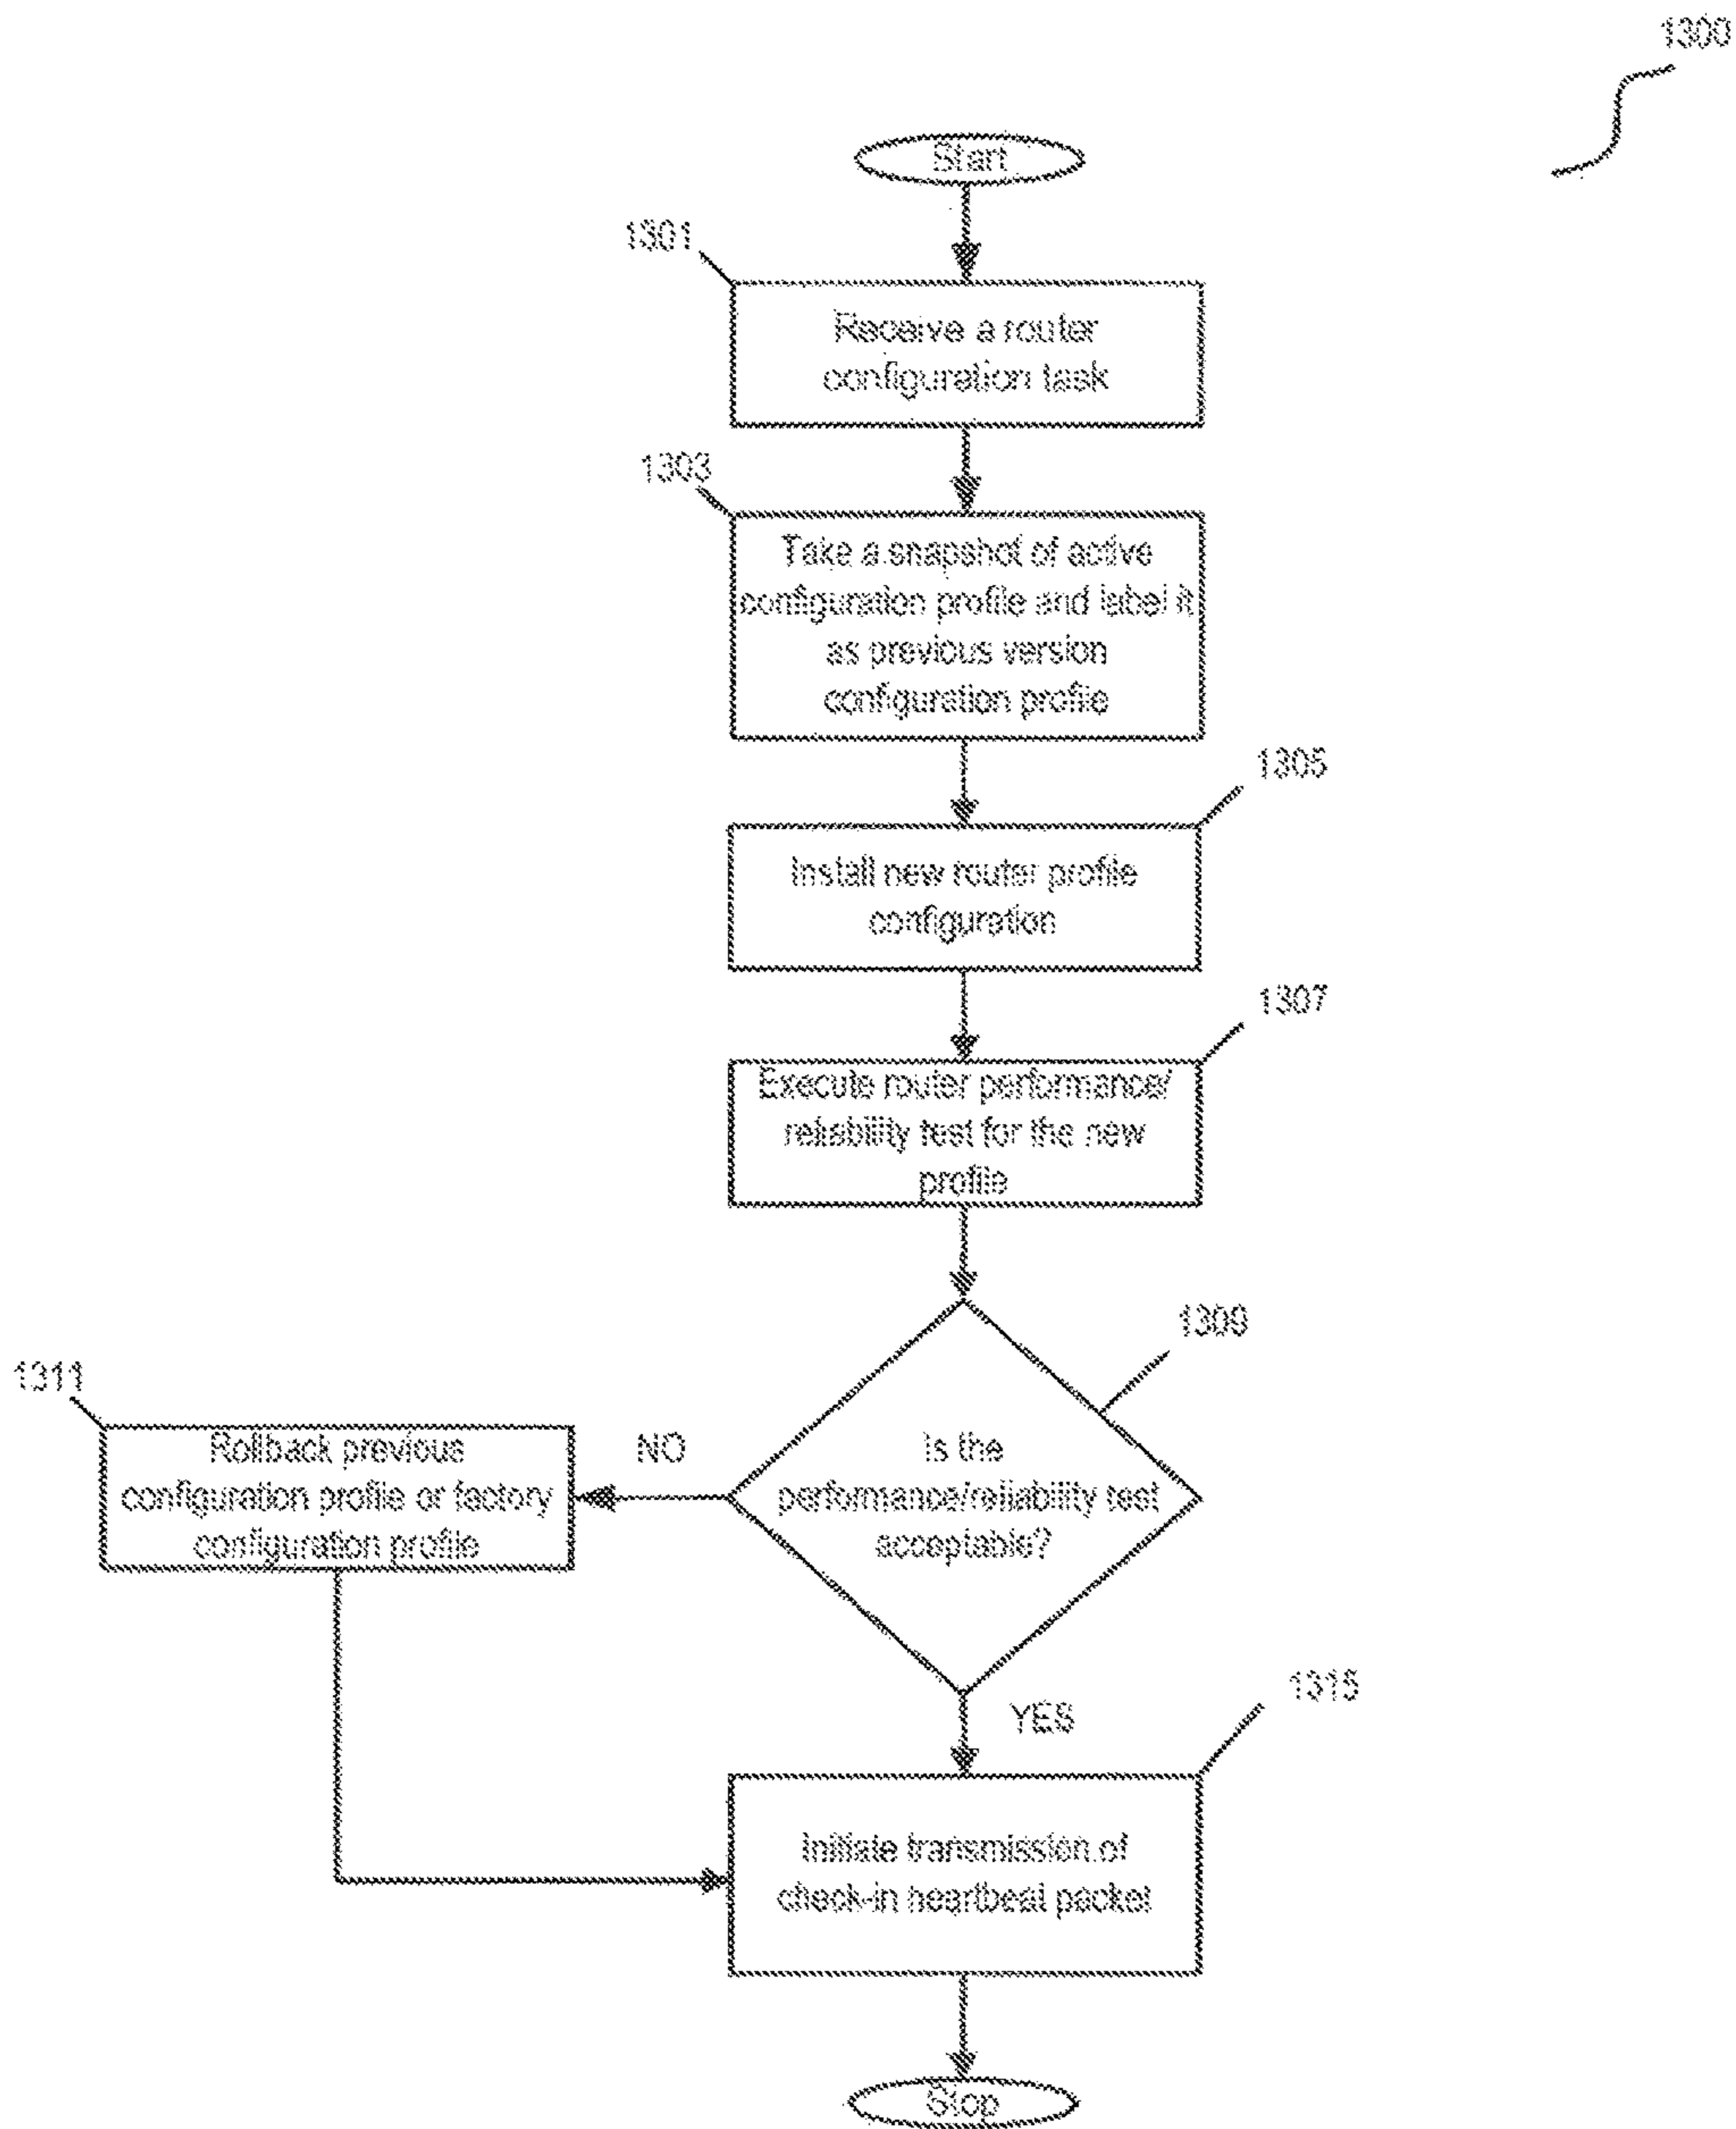 1300
Start
1301
Receive a router
configuration task
1303
Take a snapshot of active
configuration profile and label it
as previous version
configuration profile
1305
Install new router profile
configuration
1307
Execute router performance/
reliability test for the new
profile
1309
Is the
performance/reliability test
acceptable?
NO
1311
Rollback previous
configuration profile or factory
configuration profile
YES
1315
Initiate transmission of
check-in heartbeat packet
Stop